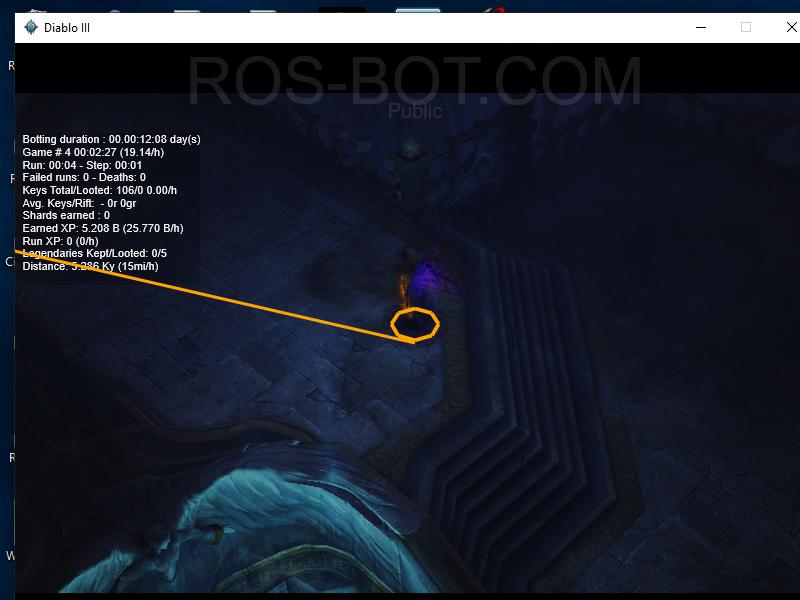 Diablo III
ROS-BOT.COM
Public
Botting duration : 00.00:12:08 day(s)
Game # 4 00:02:27 (19.14/h)
Run: 00:04 - Step: 00:01
Failed runs: 0 - Deaths: 0
Keys Total/Looted: 106/0 0.00/h
Avg. Keys/Rift:  - 0r 0gr
Shards earned : 0
Earned XP: 5.208 B (25.770 B/h)
Run XP: 0 (0/h)
Legendaries Kept/Looted: 0/5
Distance: 5.286 Ky (15mi/h)